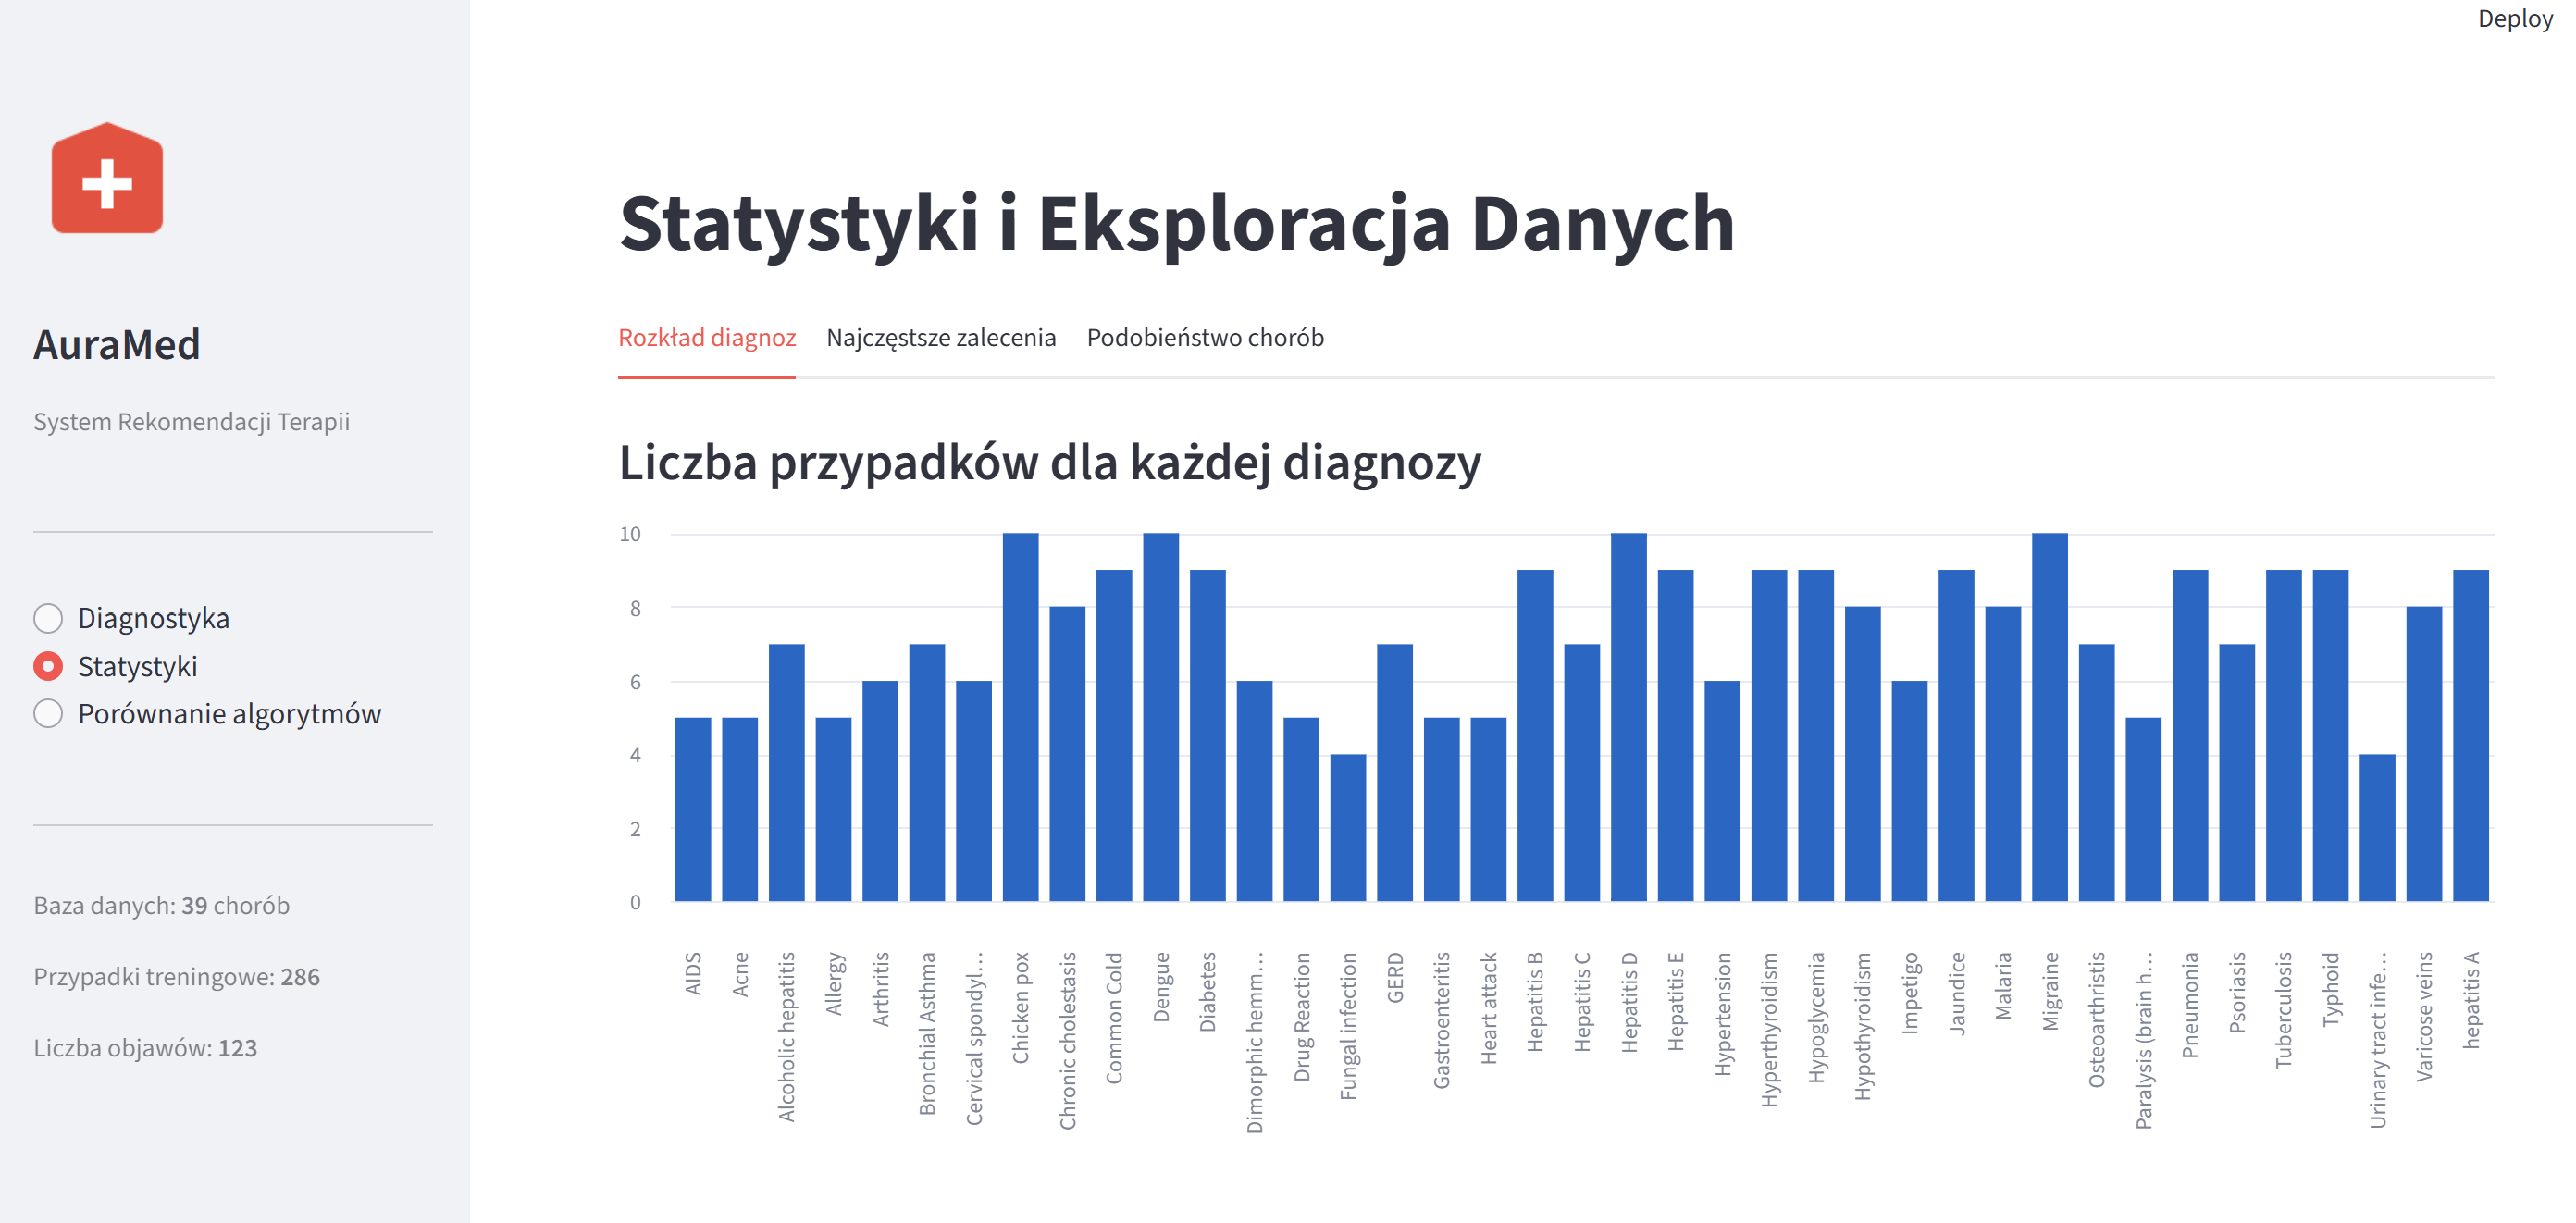 Deploy
AuraMed
System Rekomendacji Terapii
Diagnostyka
Statystyki
Porównanie algorytmów
Baza danych: 39 chorób
Przypadki treningowe: 286
Liczba objawów: 123
Statystyki i Eksploracja Danych
Rozkład diagnoz
Najczęstsze zalecenia
Podobieństwo chorób
Liczba przypadków dla każdej diagnozy
10
8
6
4
2
0
AIDS
Acne
Alcoholic hepatitis
Allergy
Arthritis
Bronchial Asthma
Cervical spondyl…
Chicken pox
Chronic cholestasis
Common Cold
Dengue
Diabetes
Dimorphic hemm…
Drug Reaction
Fungal infection
GERD
Gastroenteritis
Heart attack
Hepatitis B
Hepatitis C
Hepatitis D
Hepatitis E
Hypertension
Hyperthyroidism
Hypoglycemia
Hypothyroidism
Impetigo
Jaundice
Malaria
Migraine
Osteoarthristis
Paralysis (brain h…
Pneumonia
Psoriasis
Tuberculosis
Typhoid
Urinary tract infe…
Varicose veins
hepatitis A